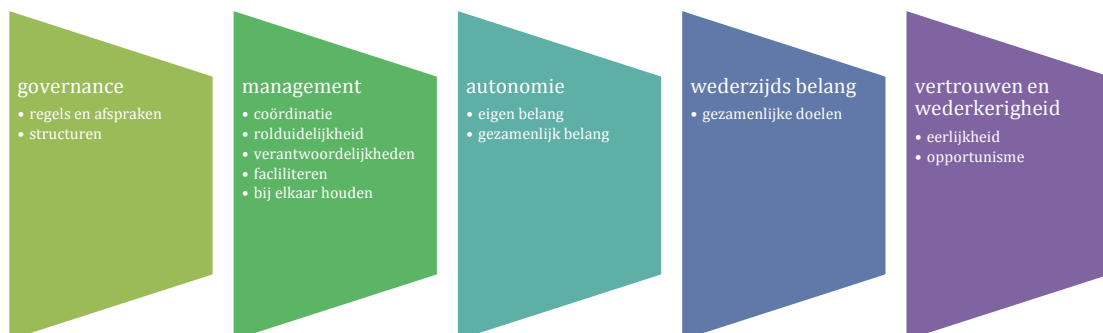 governance
• regels en afspraken
• structuren
management
• coördinatie
• rolduidelijkheid
• verantwoordelijkheden
• facliliteren
• bij elkaar houden
autonomie
• eigen belang
• gezamenlijk belang
wederzijds belang
• gezamenlijke doelen
vertrouwen en
wederkerigheid
• eerlijkheid
• opportunisme